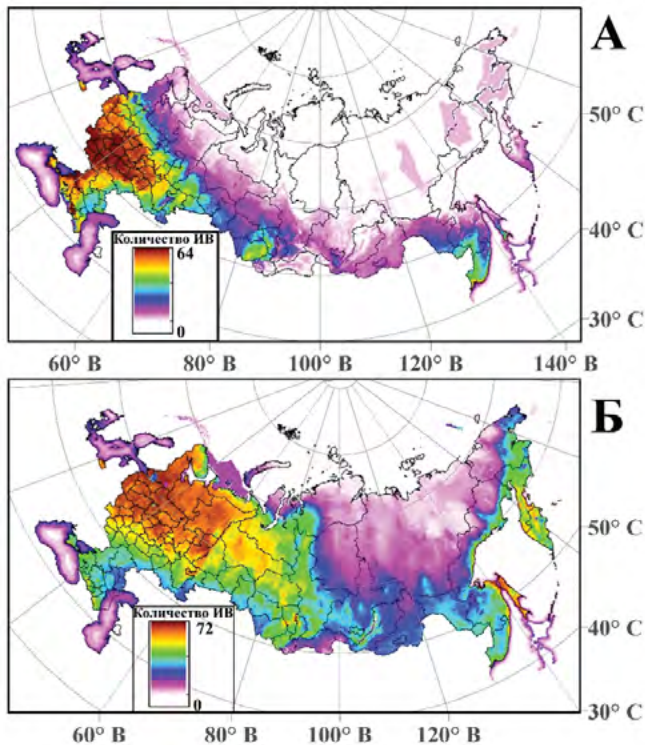 А
50° С
40° С
30° С
Количество ИВ
64
0
60° В 80° В 100° В 120° В 140° В
Б
50° С
40° С
30° С
Количество ИВ
72
0
60° В 80° В 100° В 120° В